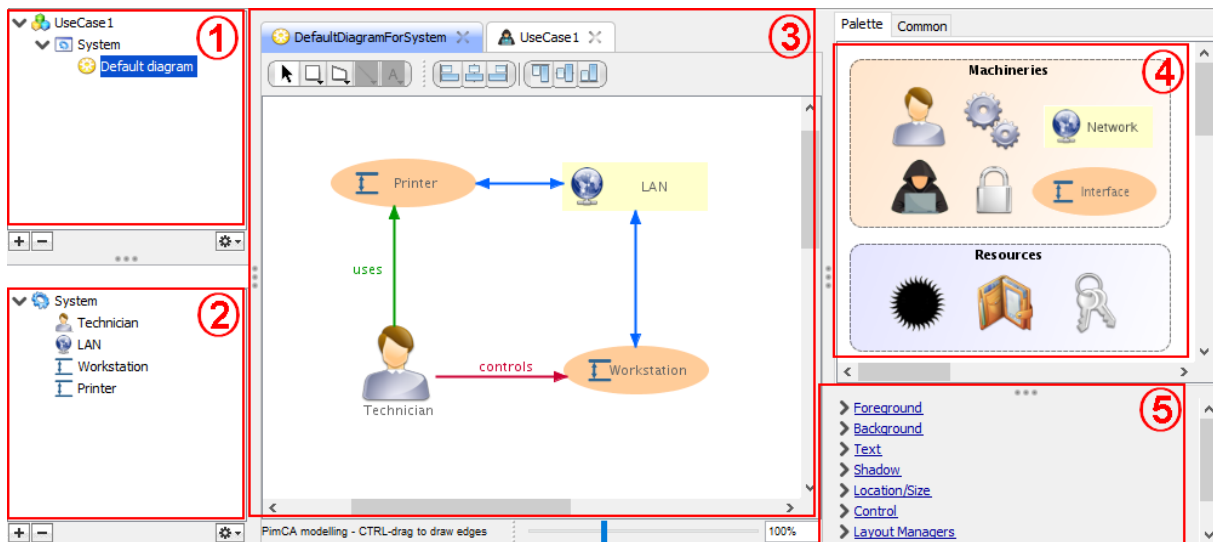 UseCase1
System
Default diagram
1
System
Technician
LAN
Workstation
Printer
2
DefaultDiagramForSystem
UseCase1
3
A
Printer
LAN
uses
controls
Workstation
Technician
PimCA modelling - CTRL-drag to draw edges
100%
Palette
Common
4
Machineries
Network
Interface
Resources
5
Foreground
Background
Text
Shadow
Location/Size
Control
Layout Managers